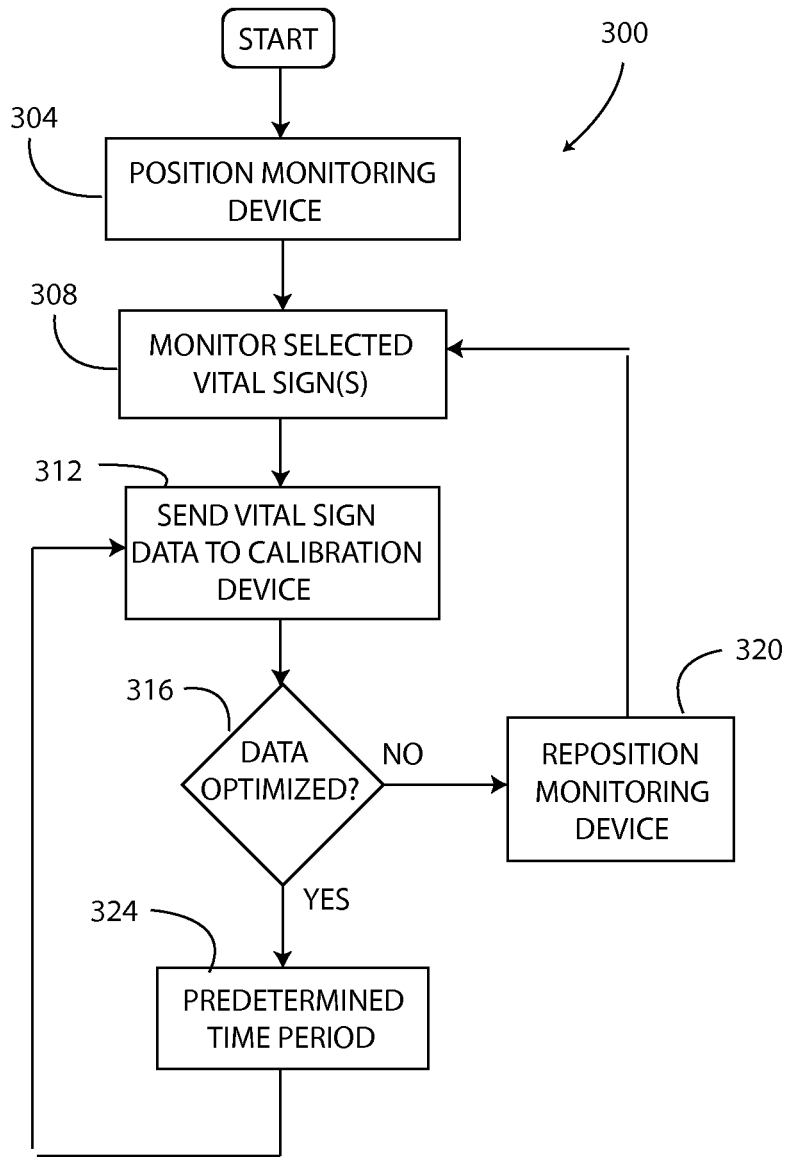 START
300
304
POSITION MONITORING
DEVICE
308
MONITOR SELECTED
VITAL SIGN(S)
312
SEND VITAL SIGN
DATA TO CALIBRATION
DEVICE
316
DATA
OPTIMIZED?
NO
320
REPOSITION
MONITORING
DEVICE
YES
324
PREDETERMINED
TIME PERIOD